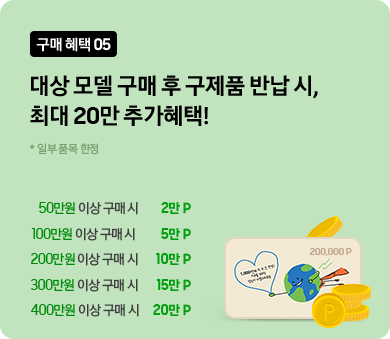 구매 혜택 05
대상 모델 구매 후 구제품 반납 시,
최대 20만 추가혜택!
* 일부 품목 한정
50만원 이상 구매 시 2만 P
100만원 이상 구매 시 5만 P
200만원 이상 구매 시 10만 P
300만원 이상 구매 시 15만 P
400만원 이상 구매 시 20만 P
200,000 P
P